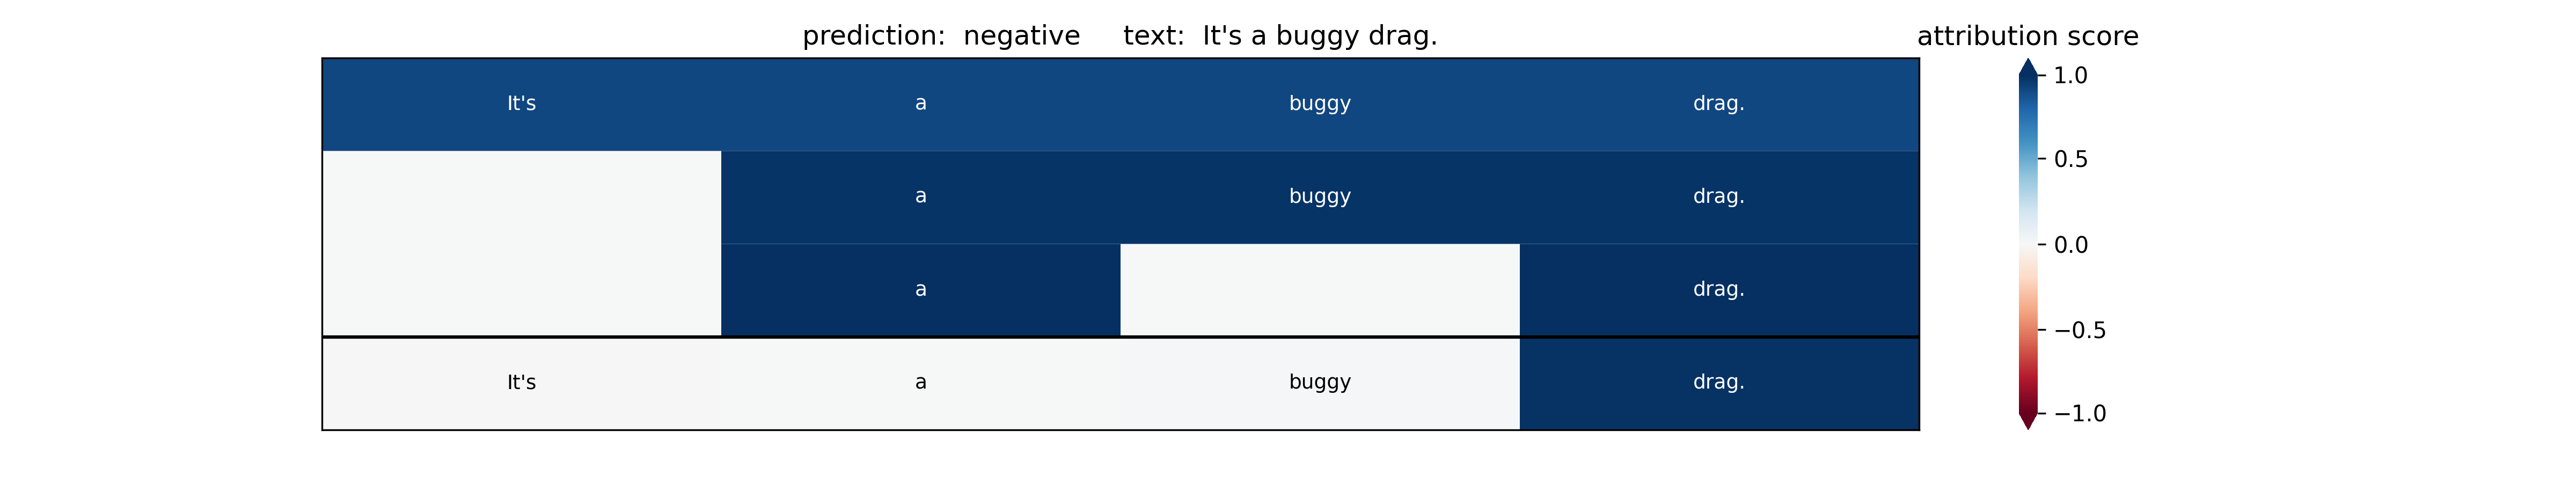 prediction:  negative     text:  It's a buggy drag.
attribution score
It's a buggy drag.
a buggy drag.
a drag.
It's a buggy drag.
1.0
0.5
0.0
−0.5
−1.0